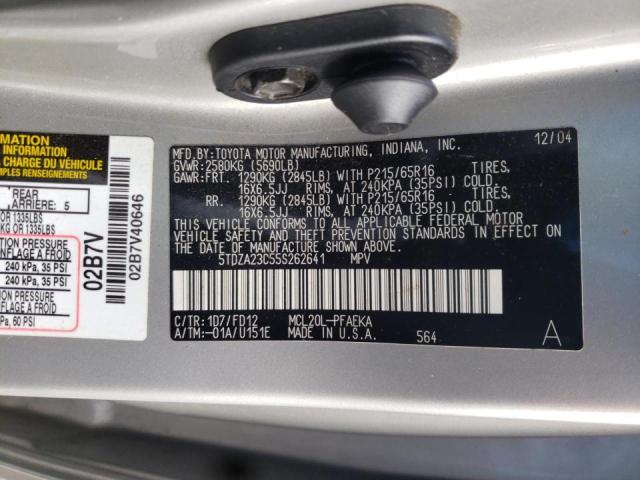 MATION
INFORMATION
A CHARGE DU VÉHICULE
MPLES RENSEIGNEMENTS
REAR
ARRIERE: 5
OR 1335LBS
KG OR 1335LBS
ON PRESSURE
NFLAGE À FROID
240 kPa, 35 PSI
240 kPa, 35 PSI
ION PRESSURE
INFLAGE À FROID
Pa, 60 PSI
02B7V
02B7V40646
MFD.BY: TOYOTA MOTOR MANUFACTURING, INDIANA, INC. 12/04
GVWR: 2580KG (5690LB)
GAWR: FRT. 1290KG (2845LB) WITH P215/65R16 TIRES,
16X6.5JJ RIMS, AT 240KPA (35PSI) COLD.
RR. 1290KG (2845LB) WITH P215/65R16 TIRES,
16X6.5JJ RIMS, AT 240KPA (35PSI) COLD.
THIS VEHICLE CONFORMS TO ALL APPLICABLE FEDERAL MOTOR
VEHICLE SAFETY AND THEFT PREVENTION STANDARDS IN EFFECT ON
THE DATE OF MANUFACTURE SHOWN ABOVE.
5TDZA23C55S262641 MPV
C/TR: 1D7/FD12 MCL20L-PFAEKA
A/TM: -01A/U151E MADE IN U.S.A. 564 A